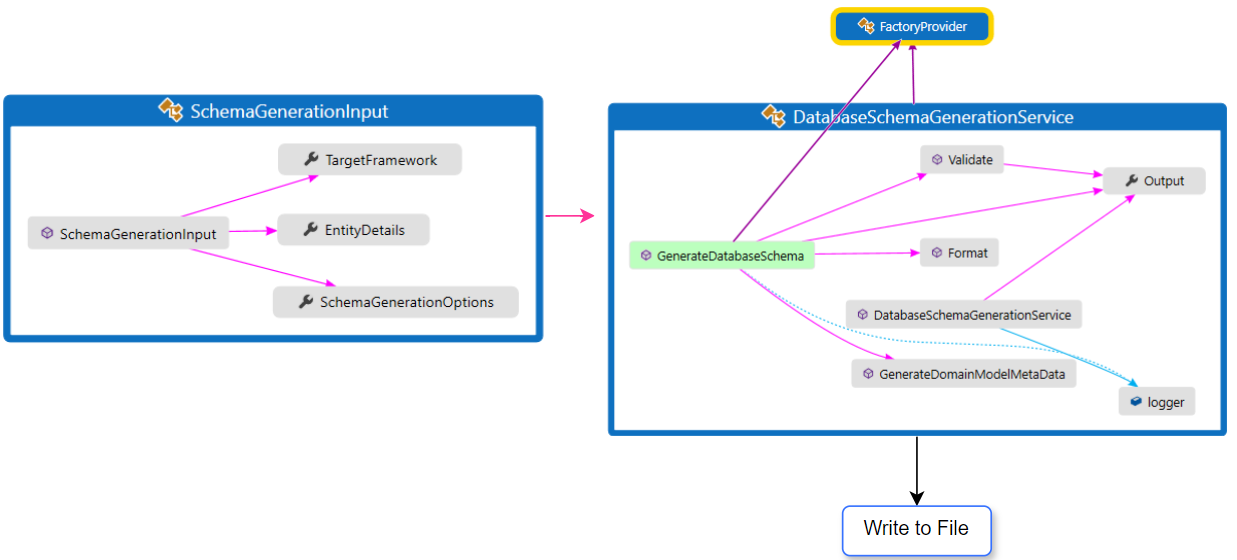 FactoryProvider
SchemaGenerationInput
TargetFramework
SchemaGenerationInput
EntityDetails
SchemaGenerationOptions
DatabaseSchemaGenerationService
Validate
Output
GenerateDatabaseSchema
Format
DatabaseSchemaGenerationService
GenerateDomainModelMetaData
logger
Write to File